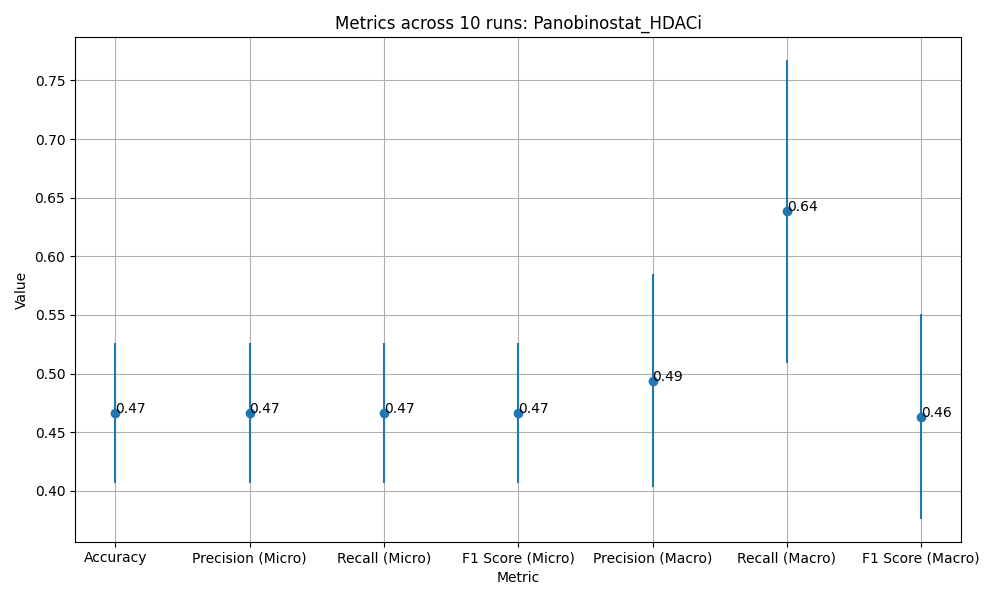 Metrics across 10 runs: Panobinostat_HDACi
Value
0.75
0.70
0.65
0.60
0.55
0.50
0.45
0.40
0.47
0.47
0.47
0.47
0.49
0.64
0.46
Accuracy
Precision (Micro)
Recall (Micro)
F1 Score (Micro)
Precision (Macro)
Recall (Macro)
F1 Score (Macro)
Metric